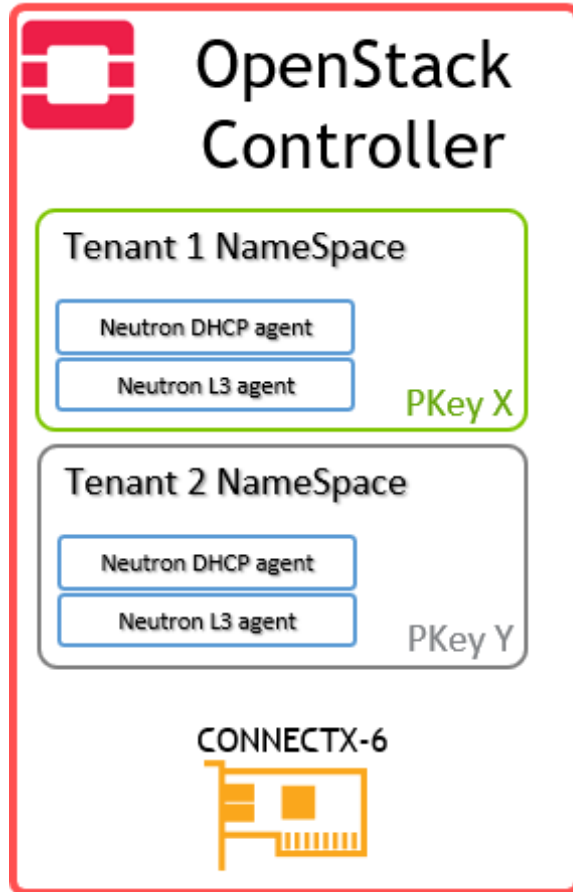 OpenStack
Controller
Tenant 1 NameSpace
Neutron DHCP agent
Neutron L3 agent
PKey X
Tenant 2 NameSpace
Neutron DHCP agent
Neutron L3 agent
PKey Y
CONNECTX-6